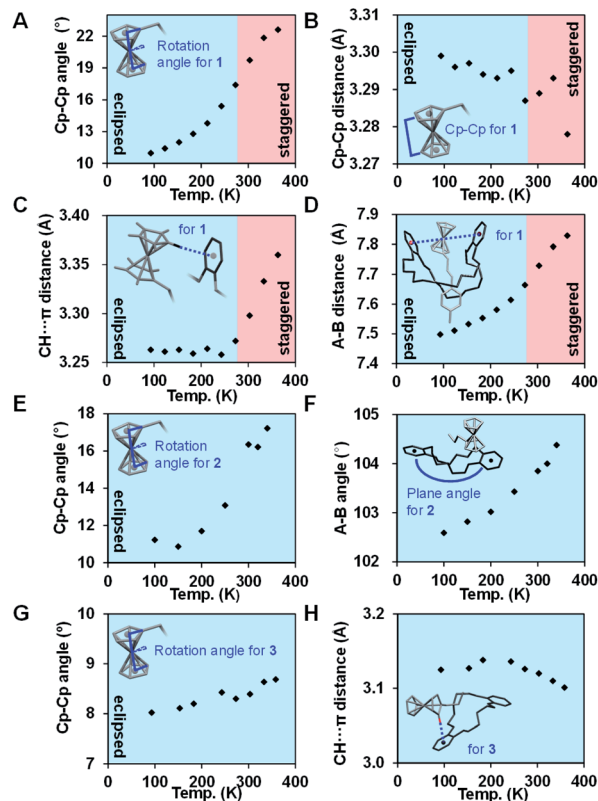 A
Cp-Cp angle (°)
22
19
16
13
10
Rotation
angle for 1
eclipsed
staggered
0 100 200 300 400
Temp. (K)
B
Cp-Cp distance (Å)
3.31
3.30
3.29
3.28
3.27
eclipsed
Cp-Cp for 1
staggered
0 100 200 300 400
Temp. (K)
C
CH···π distance (Å)
3.40
3.35
3.30
3.25
for 1
eclipsed
staggered
0 100 200 300 400
Temp. (K)
D
A-B distance (Å)
7.9
7.8
7.7
7.6
7.5
7.4
for 1
eclipsed
staggered
0 100 200 300 400
Temp. (K)
E
Cp-Cp angle (°)
18
16
14
12
10
Rotation
angle for 2
eclipsed
0 100 200 300 400
Temp. (K)
F
A-B angle (°)
105
104
103
102
Plane angle
for 2
0 100 200 300 400
Temp. (K)
G
Cp-Cp angle (°)
10
9
8
7
Rotation angle for 3
eclipsed
0 100 200 300 400
Temp. (K)
H
CH···π distance (Å)
3.2
3.1
3.0
for 3
0 100 200 300 400
Temp. (K)